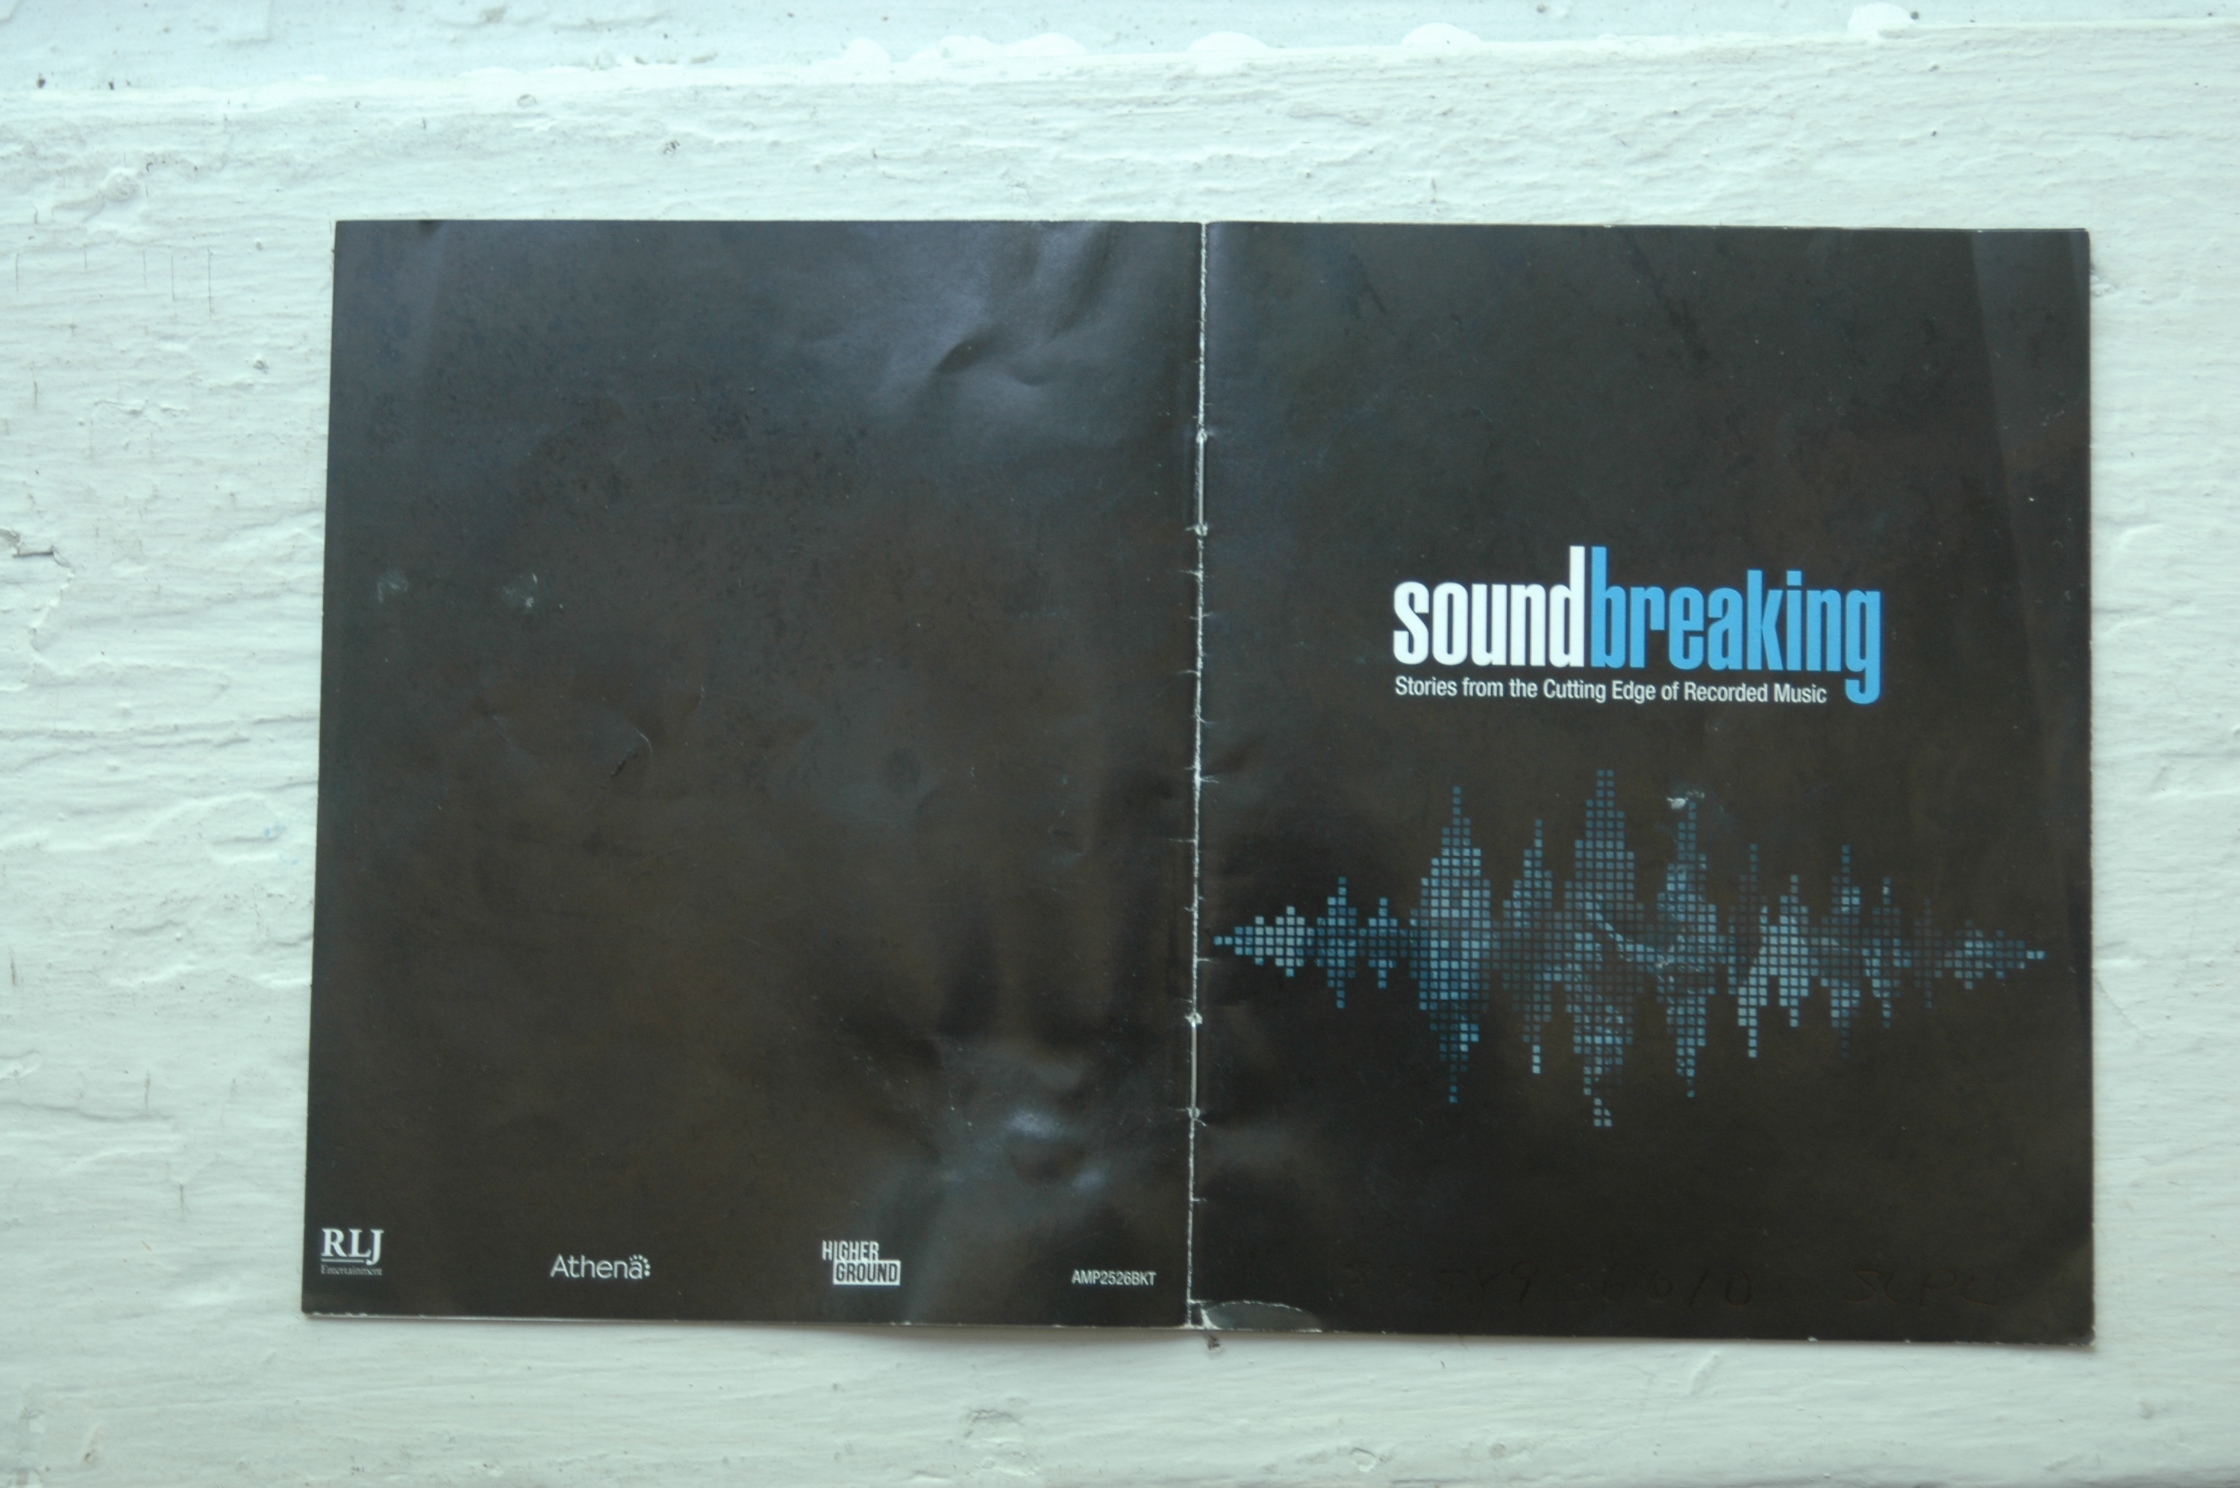 soundbreaking
Stories from the Cutting Edge of Recorded Music
RLJ
Entertainment
Athena
HIGHER
GROUND
AMP2526BKT